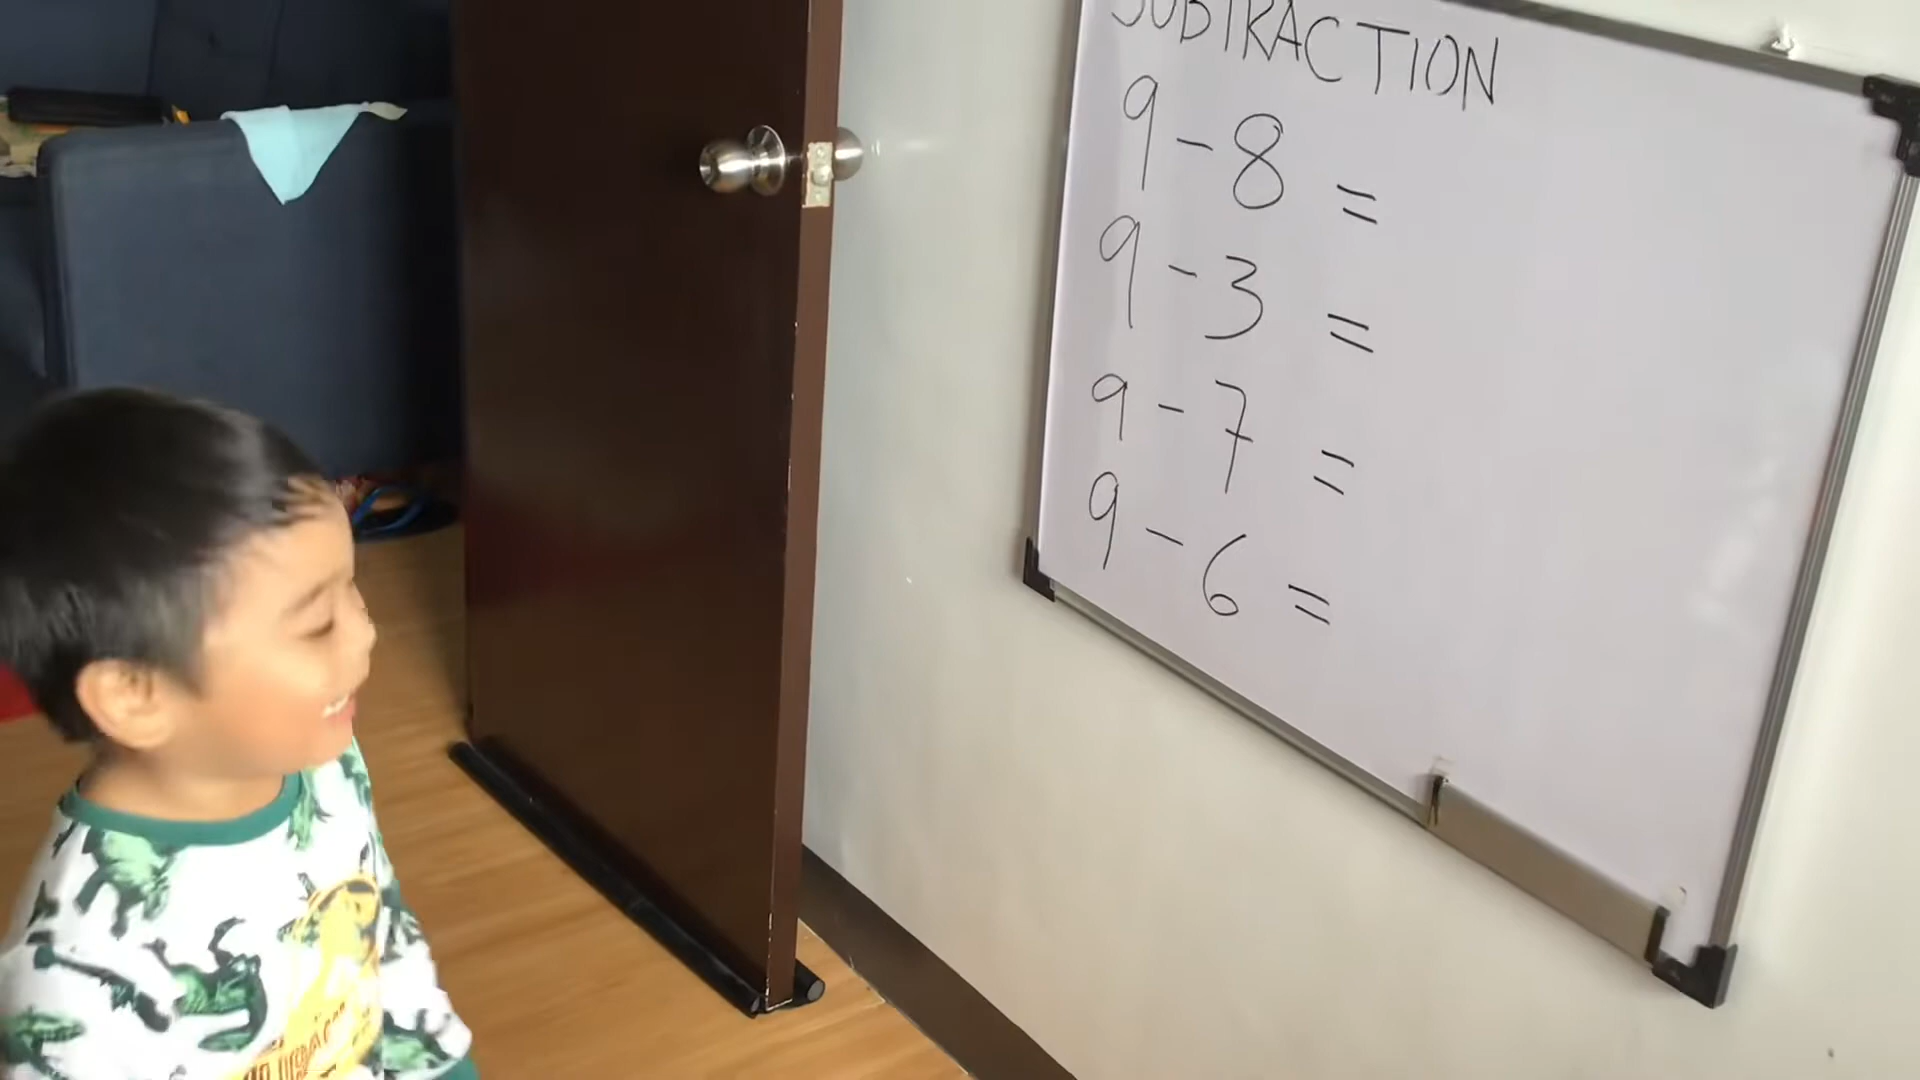 SUBTRACTION
9 - 8 =
9 - 3 =
9 - 7 =
9 - 6 =